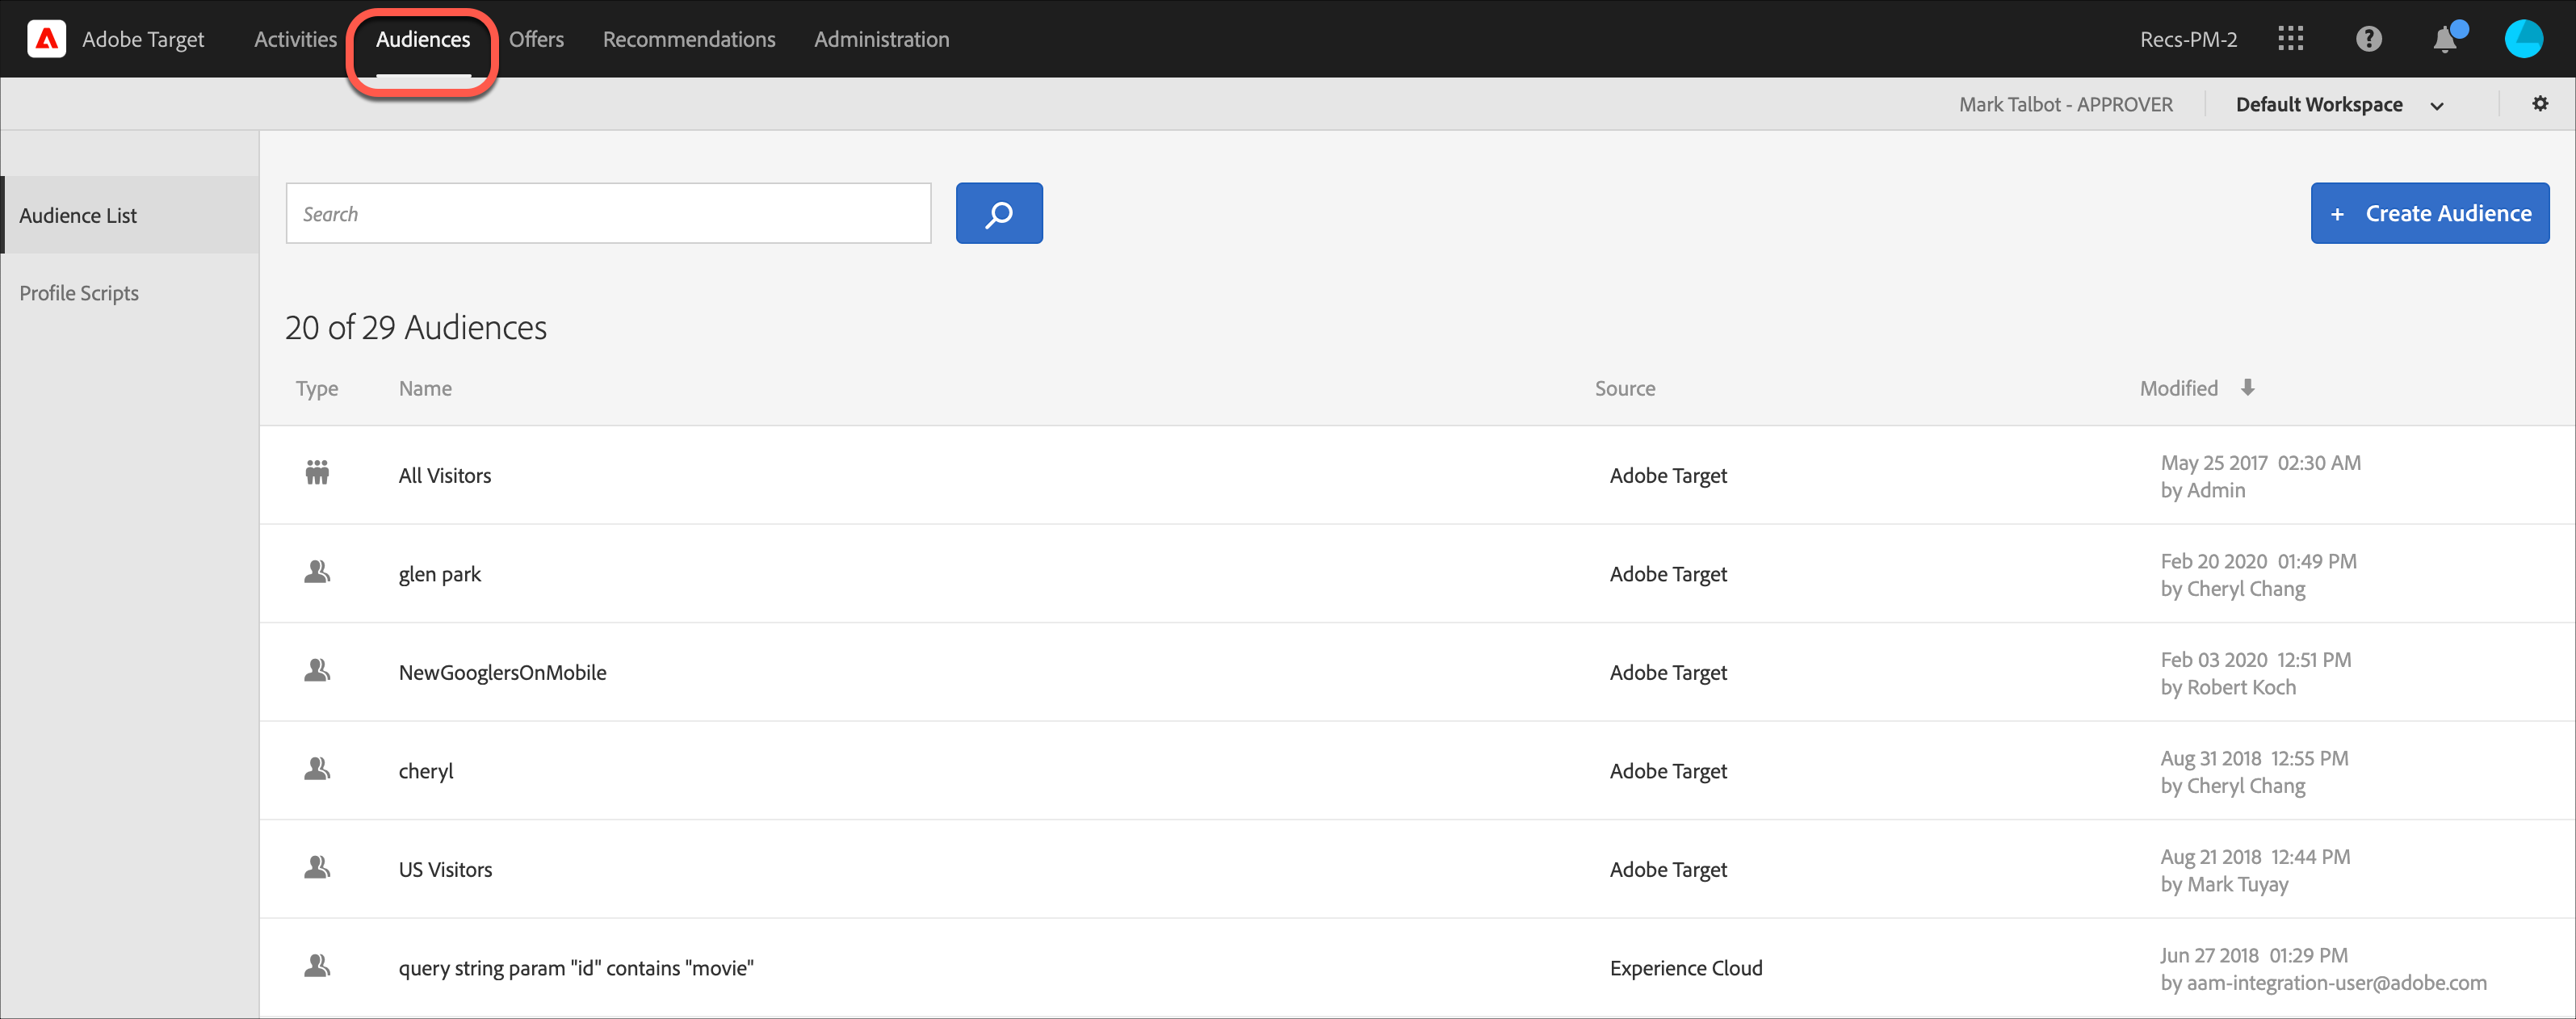 Adobe Target Activities Audiences Offers Recommendations Administration Recs-PM-2
Mark Talbot - APPROVER Default Workspace
Audience List
Profile Scripts
Search
+ Create Audience
20 of 29 Audiences
Type Name Source Modified
All Visitors Adobe Target May 25 2017 02:30 AM
by Admin
glen park Adobe Target Feb 20 2020 01:49 PM
by Cheryl Chang
NewGooglersOnMobile Adobe Target Feb 03 2020 12:51 PM
by Robert Koch
cheryl Adobe Target Aug 31 2018 12:55 PM
by Cheryl Chang
US Visitors Adobe Target Aug 21 2018 12:44 PM
by Mark Tuyay
query string param "id" contains "movie" Experience Cloud Jun 27 2018 01:29 PM
by aam-integration-user@adobe.com